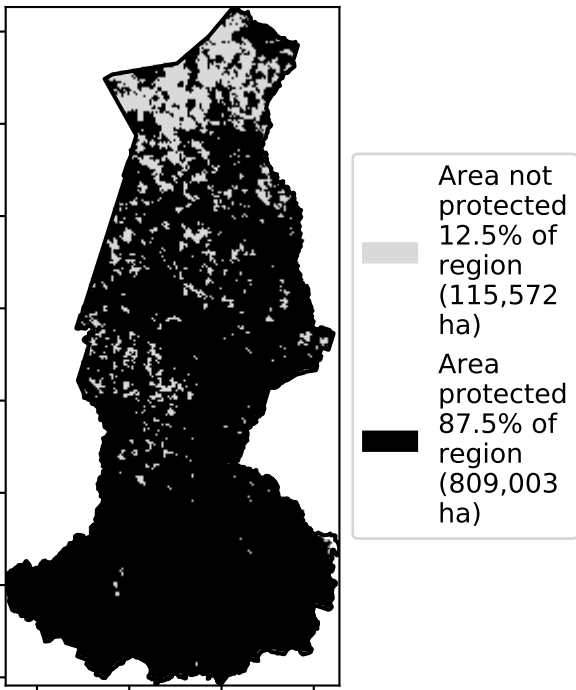 Area not
protected
12.5% of
region
(115,572
ha)
Area
protected
87.5% of
region
(809,003
ha)